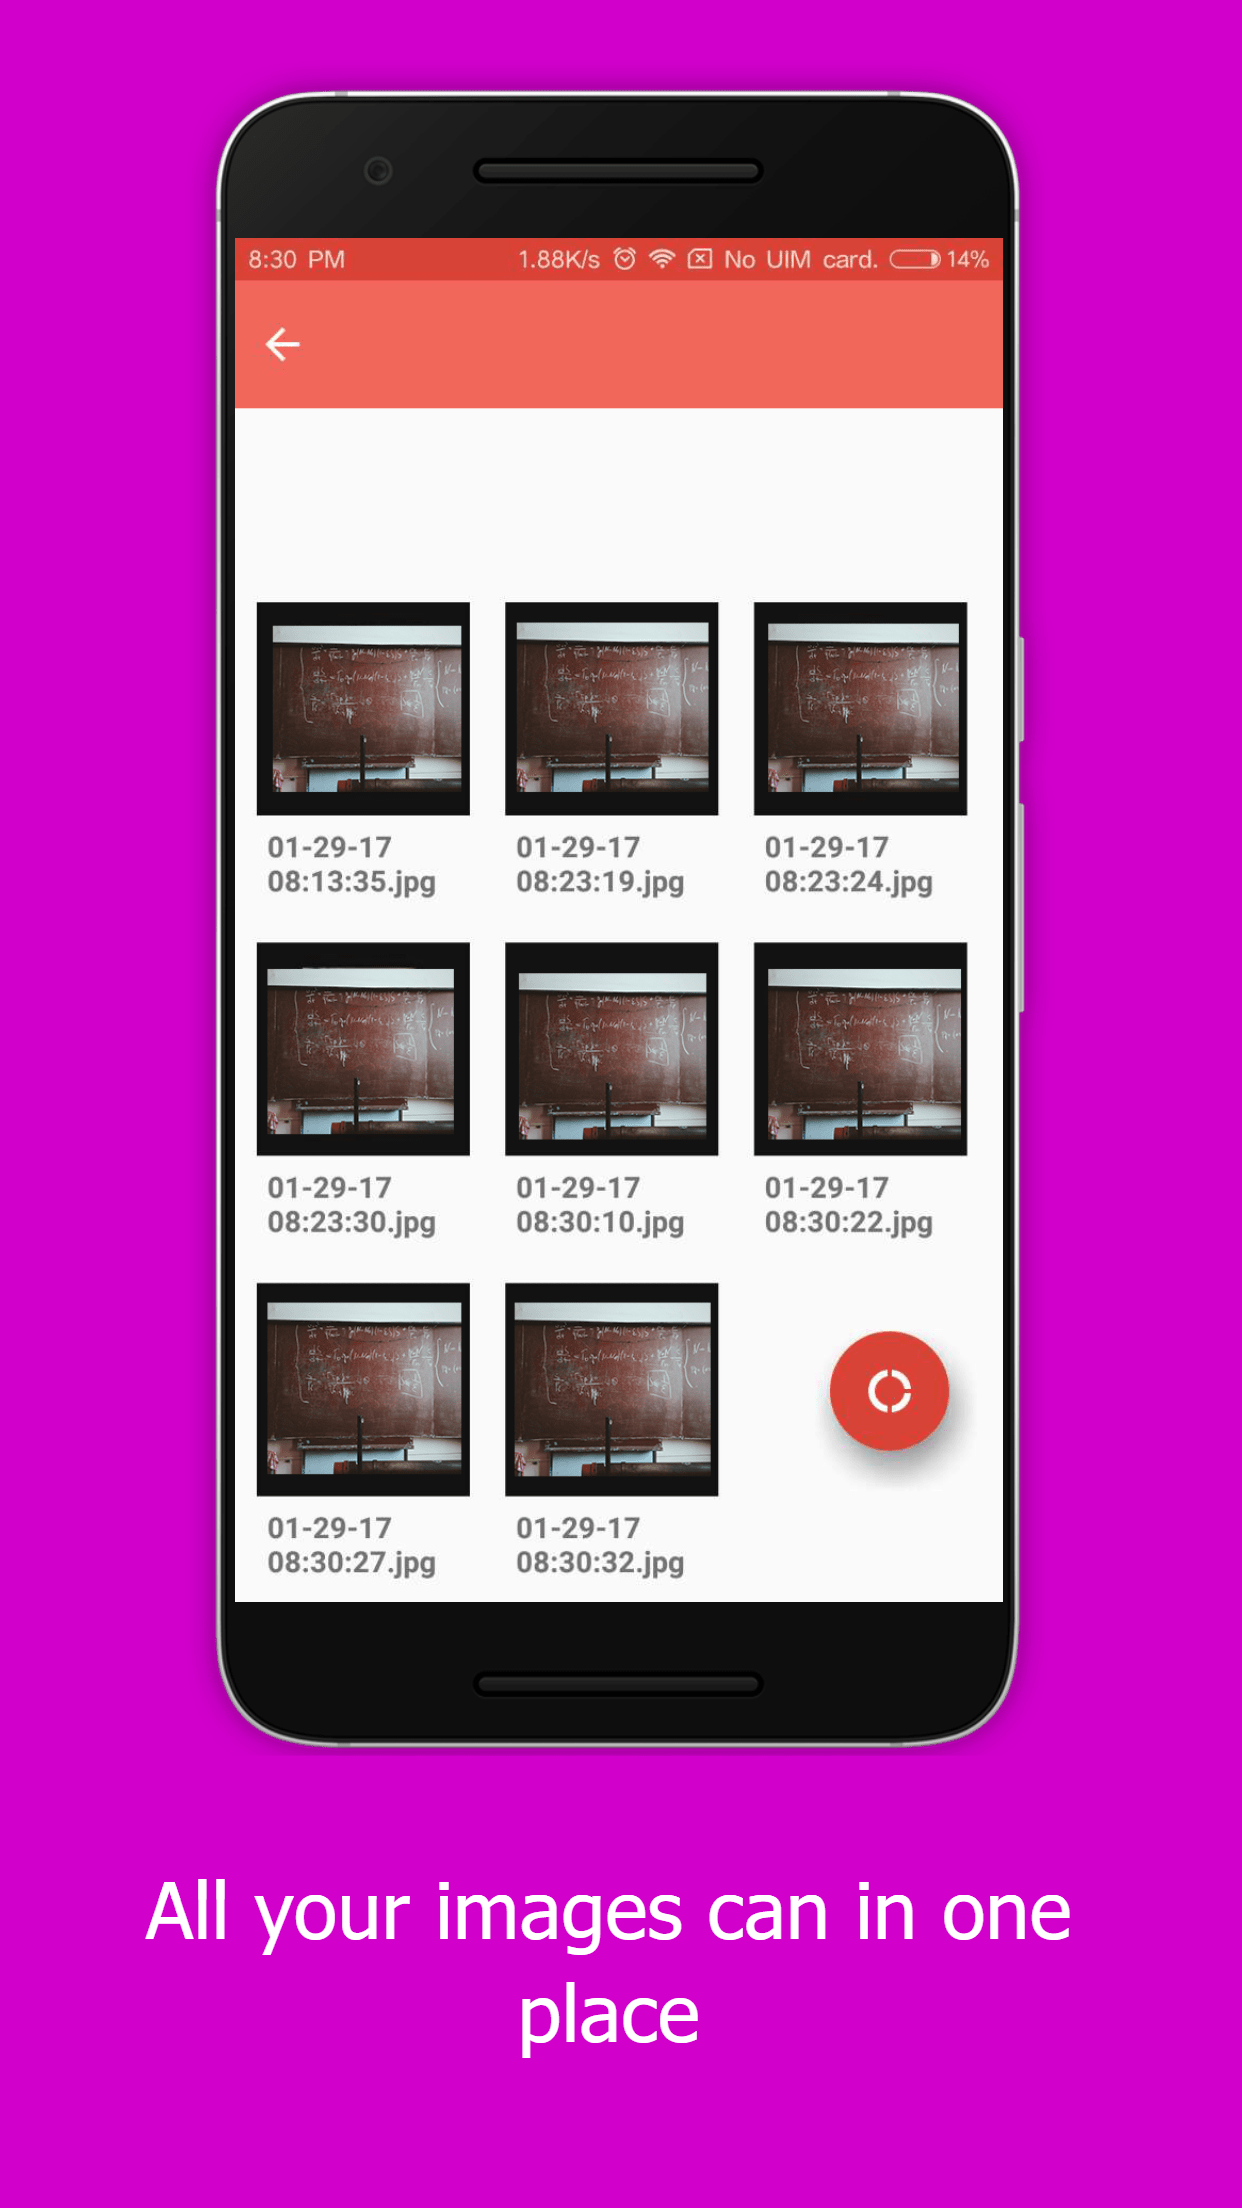 8:30 PM 1.88K/s No UIM card. 14%
01-29-17 01-29-17 01-29-17
08:13:35.jpg 08:23:19.jpg 08:23:24.jpg
01-29-17 01-29-17 01-29-17
08:23:30.jpg 08:30:10.jpg 08:30:22.jpg
01-29-17 01-29-17
08:30:27.jpg 08:30:32.jpg
All your images can in one
place